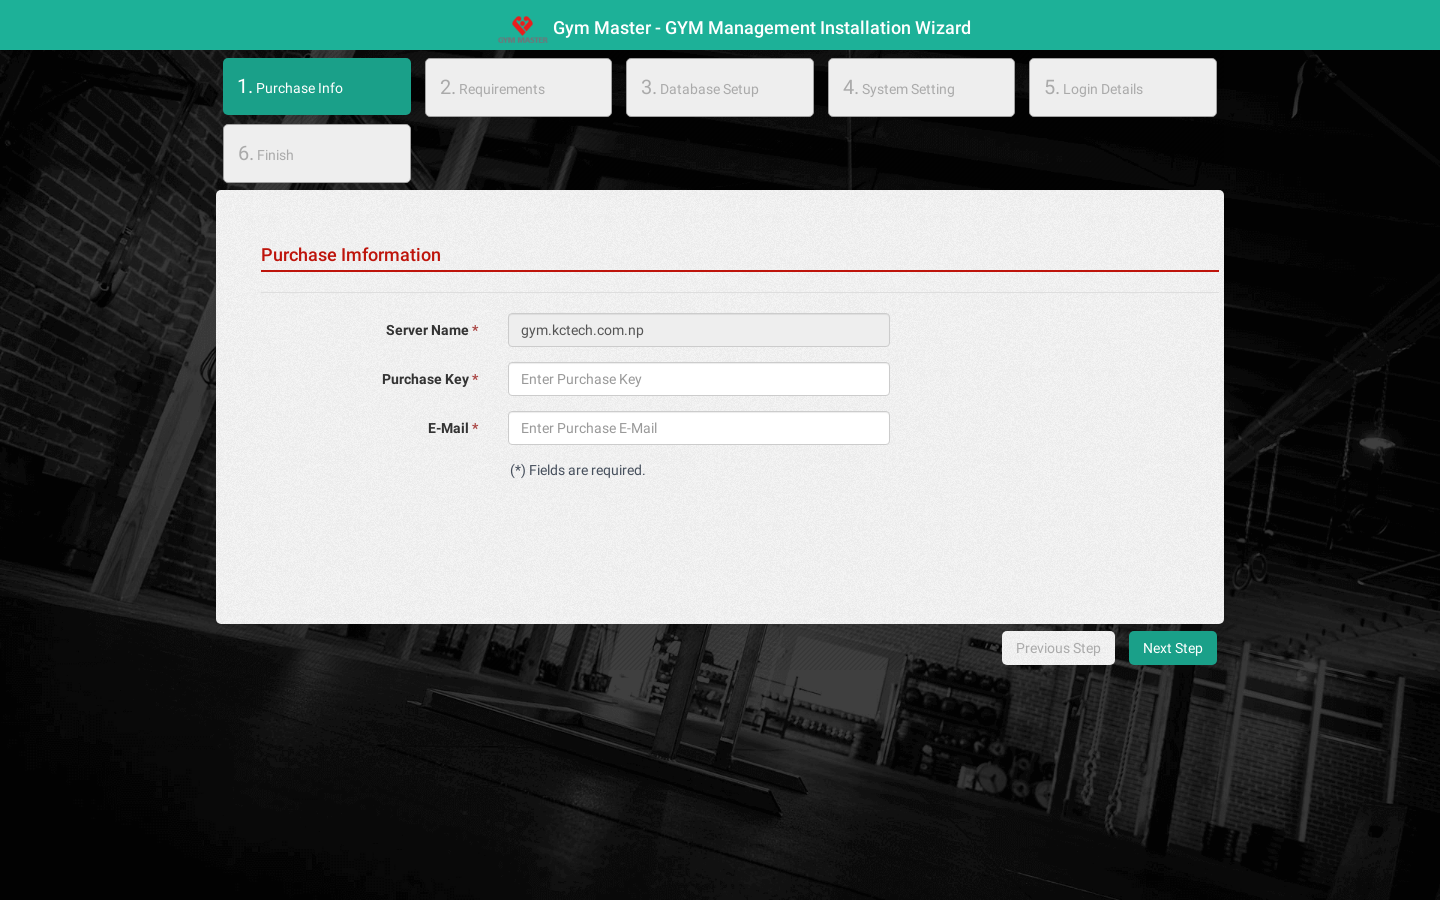 GYM MASTER
Gym Master - GYM Management Installation Wizard
1. Purchase Info
2. Requirements
3. Database Setup
4. System Setting
5. Login Details
6. Finish
Purchase Imformation
Server Name *
gym.kctech.com.np
Purchase Key *
Enter Purchase Key
E-Mail *
Enter Purchase E-Mail
(*) Fields are required.
Previous Step
Next Step